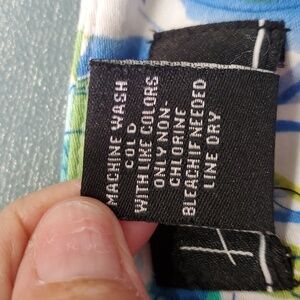 MACHINE WASH
COLD
WITH LIKE COLORS
ONLY NON-
CHLORINE
BLEACH IF NEEDED
LINE DRY